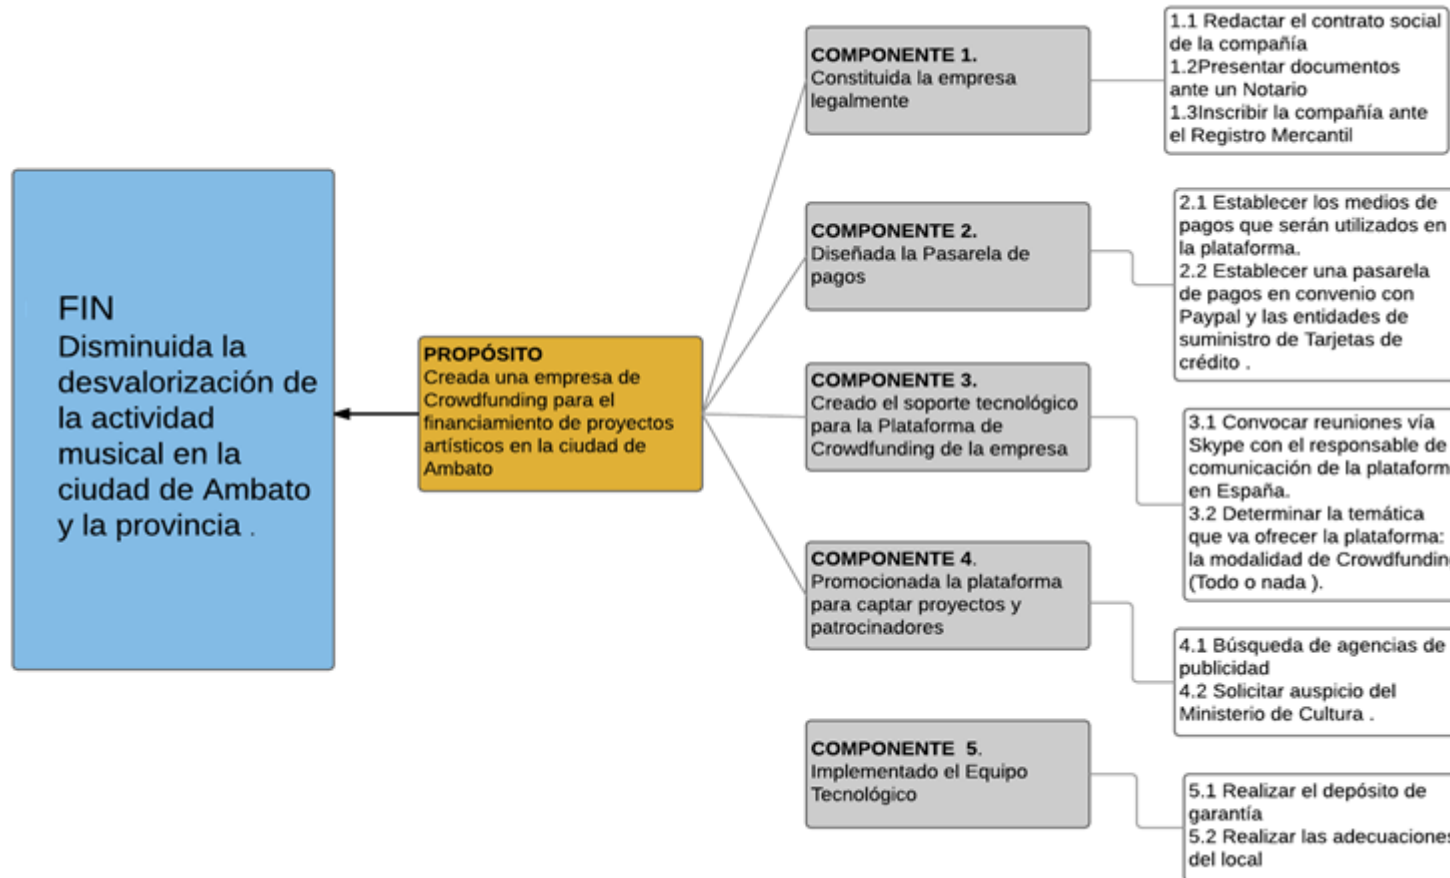 FIN
Disminuida la
desvalorización de
la actividad
musical en la
ciudad de Ambato
y la provincia .
PROPÓSITO
Creada una empresa de
Crowdfunding para el
financiamiento de proyectos
artísticos en la ciudad de
Ambato
COMPONENTE 1.
Constituida la empresa
legalmente
1.1 Redactar el contrato social
de la compañía
1.2Presentar documentos
ante un Notario
1.3Inscribir la compañía ante
el Registro Mercantil
COMPONENTE 2.
Diseñada la Pasarela de
pagos
2.1 Establecer los medios de
pagos que serán utilizados en
la plataforma.
2.2 Establecer una pasarela
de pagos en convenio con
Paypal y las entidades de
suministro de Tarjetas de
crédito .
COMPONENTE 3.
Creado el soporte tecnológico
para la Plataforma de
Crowdfunding de la empresa
3.1 Convocar reuniones vía
Skype con el responsable de
comunicación de la plataform
en España.
3.2 Determinar la temática
que va ofrecer la plataforma:
la modalidad de Crowdfunding
(Todo o nada ).
COMPONENTE 4.
Promocionada la plataforma
para captar proyectos y
patrocinadores
4.1 Búsqueda de agencias de
publicidad
4.2 Solicitar auspicio del
Ministerio de Cultura .
COMPONENTE  5.
Implementado el Equipo
Tecnológico
5.1 Realizar el depósito de
garantía
5.2 Realizar las adecuaciones
del local